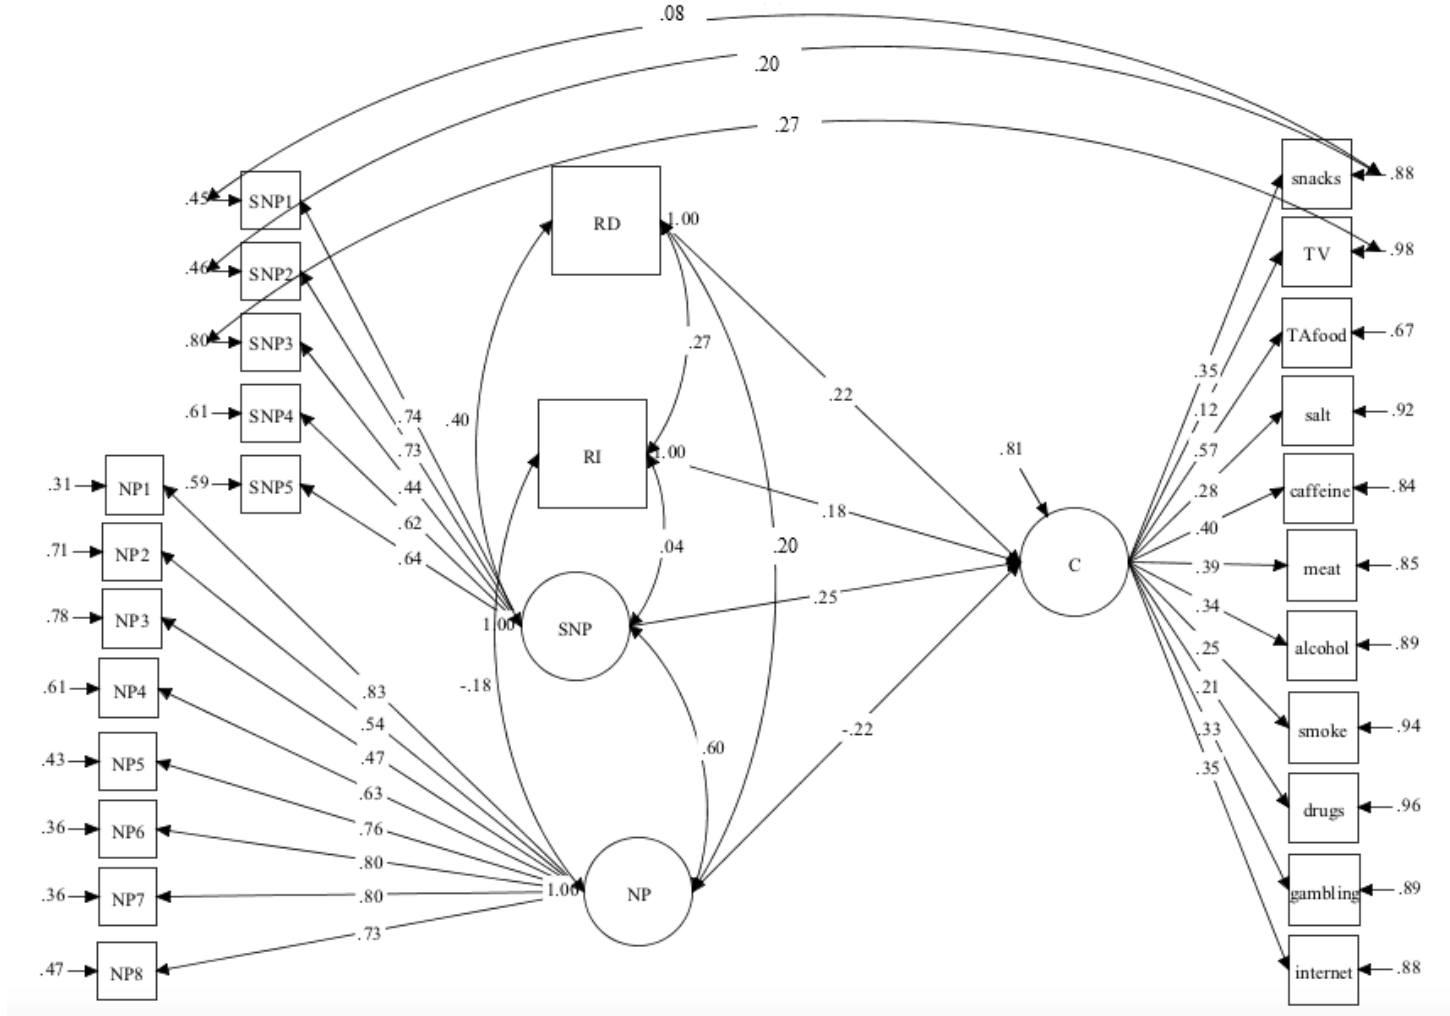 .08
.20
.27
.45 SNP1
.46 SNP2
.80 SNP3
.61 SNP4
.59 SNP5
.31 NP1
.71 NP2
.78 NP3
.61 NP4
.43 NP5
.36 NP6
.36 NP7
.47 NP8
RD 1.00
RI 1.00
1.00 SNP
1.00 NP
.40
.27
.74
.73
.44
.62
.64
.04
-.18
.20
.60
.83
.54
.47
.63
.76
.80
.80
.73
.22
.18
.25
-.22
.81
C
.35
.12
.57
.28
.40
.39
.34
.25
.21
.33
.35
snacks .88
TV .98
TAfood .67
salt .92
caffeine .84
meat .85
alcohol .89
smoke .94
drugs .96
gambling .89
internet .88